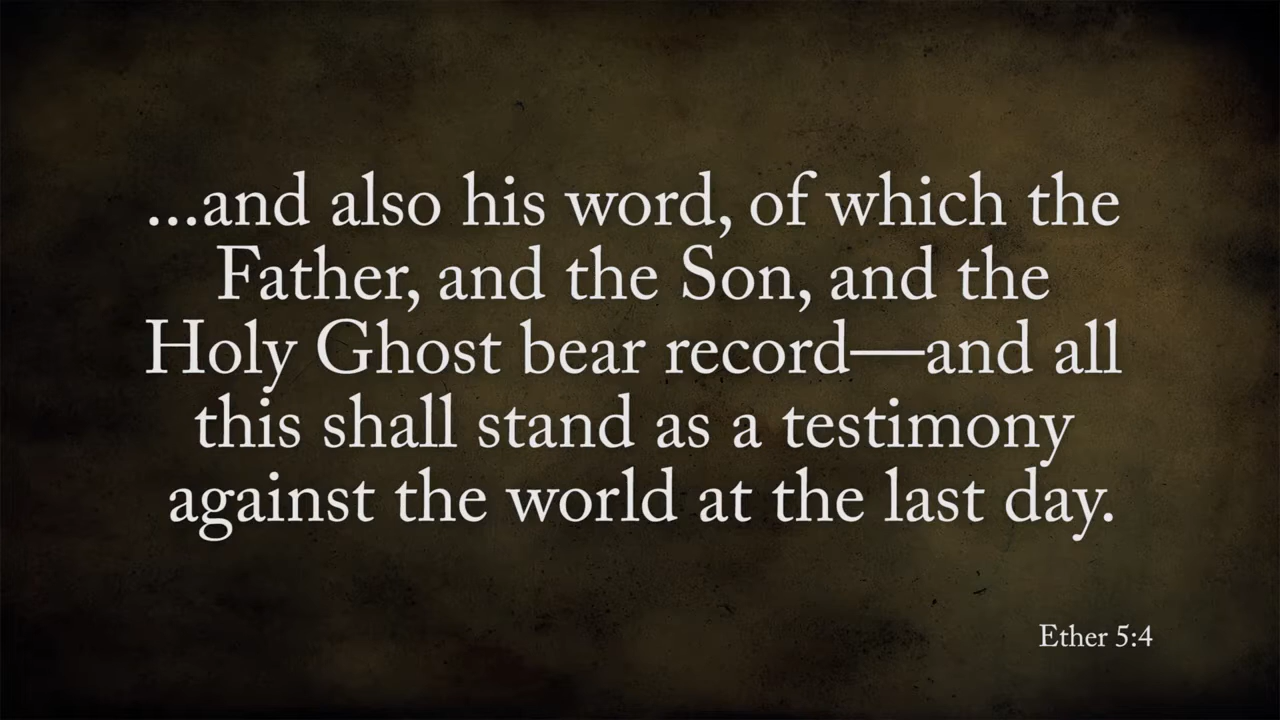 ...and also his word, of which the
Father, and the Son, and the
Holy Ghost bear record—and all
this shall stand as a testimony
against the world at the last day.
Ether 5:4